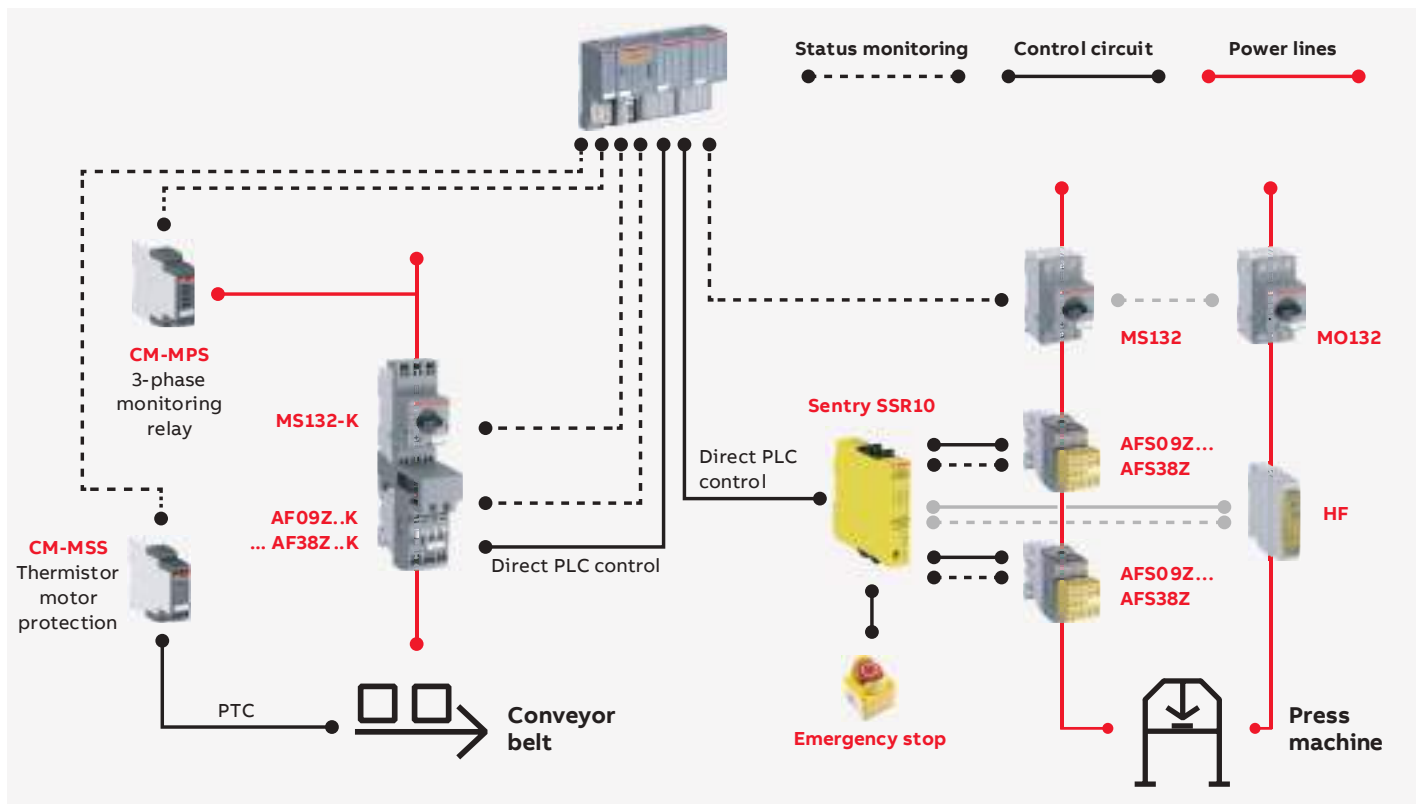 Status monitoring
Control circuit
Power lines
CM-MPS
3-phase
monitoring
relay
MS132-K
AF09Z..K
... AF38Z..K
Direct PLC control
CM-MSS
Thermistor
motor
protection
PTC
Conveyor
belt
Direct PLC
control
Sentry SSR10
Emergency stop
MS132
MO132
AFS09Z...
AFS38Z
HF
AFS09Z...
AFS38Z
Press
machine